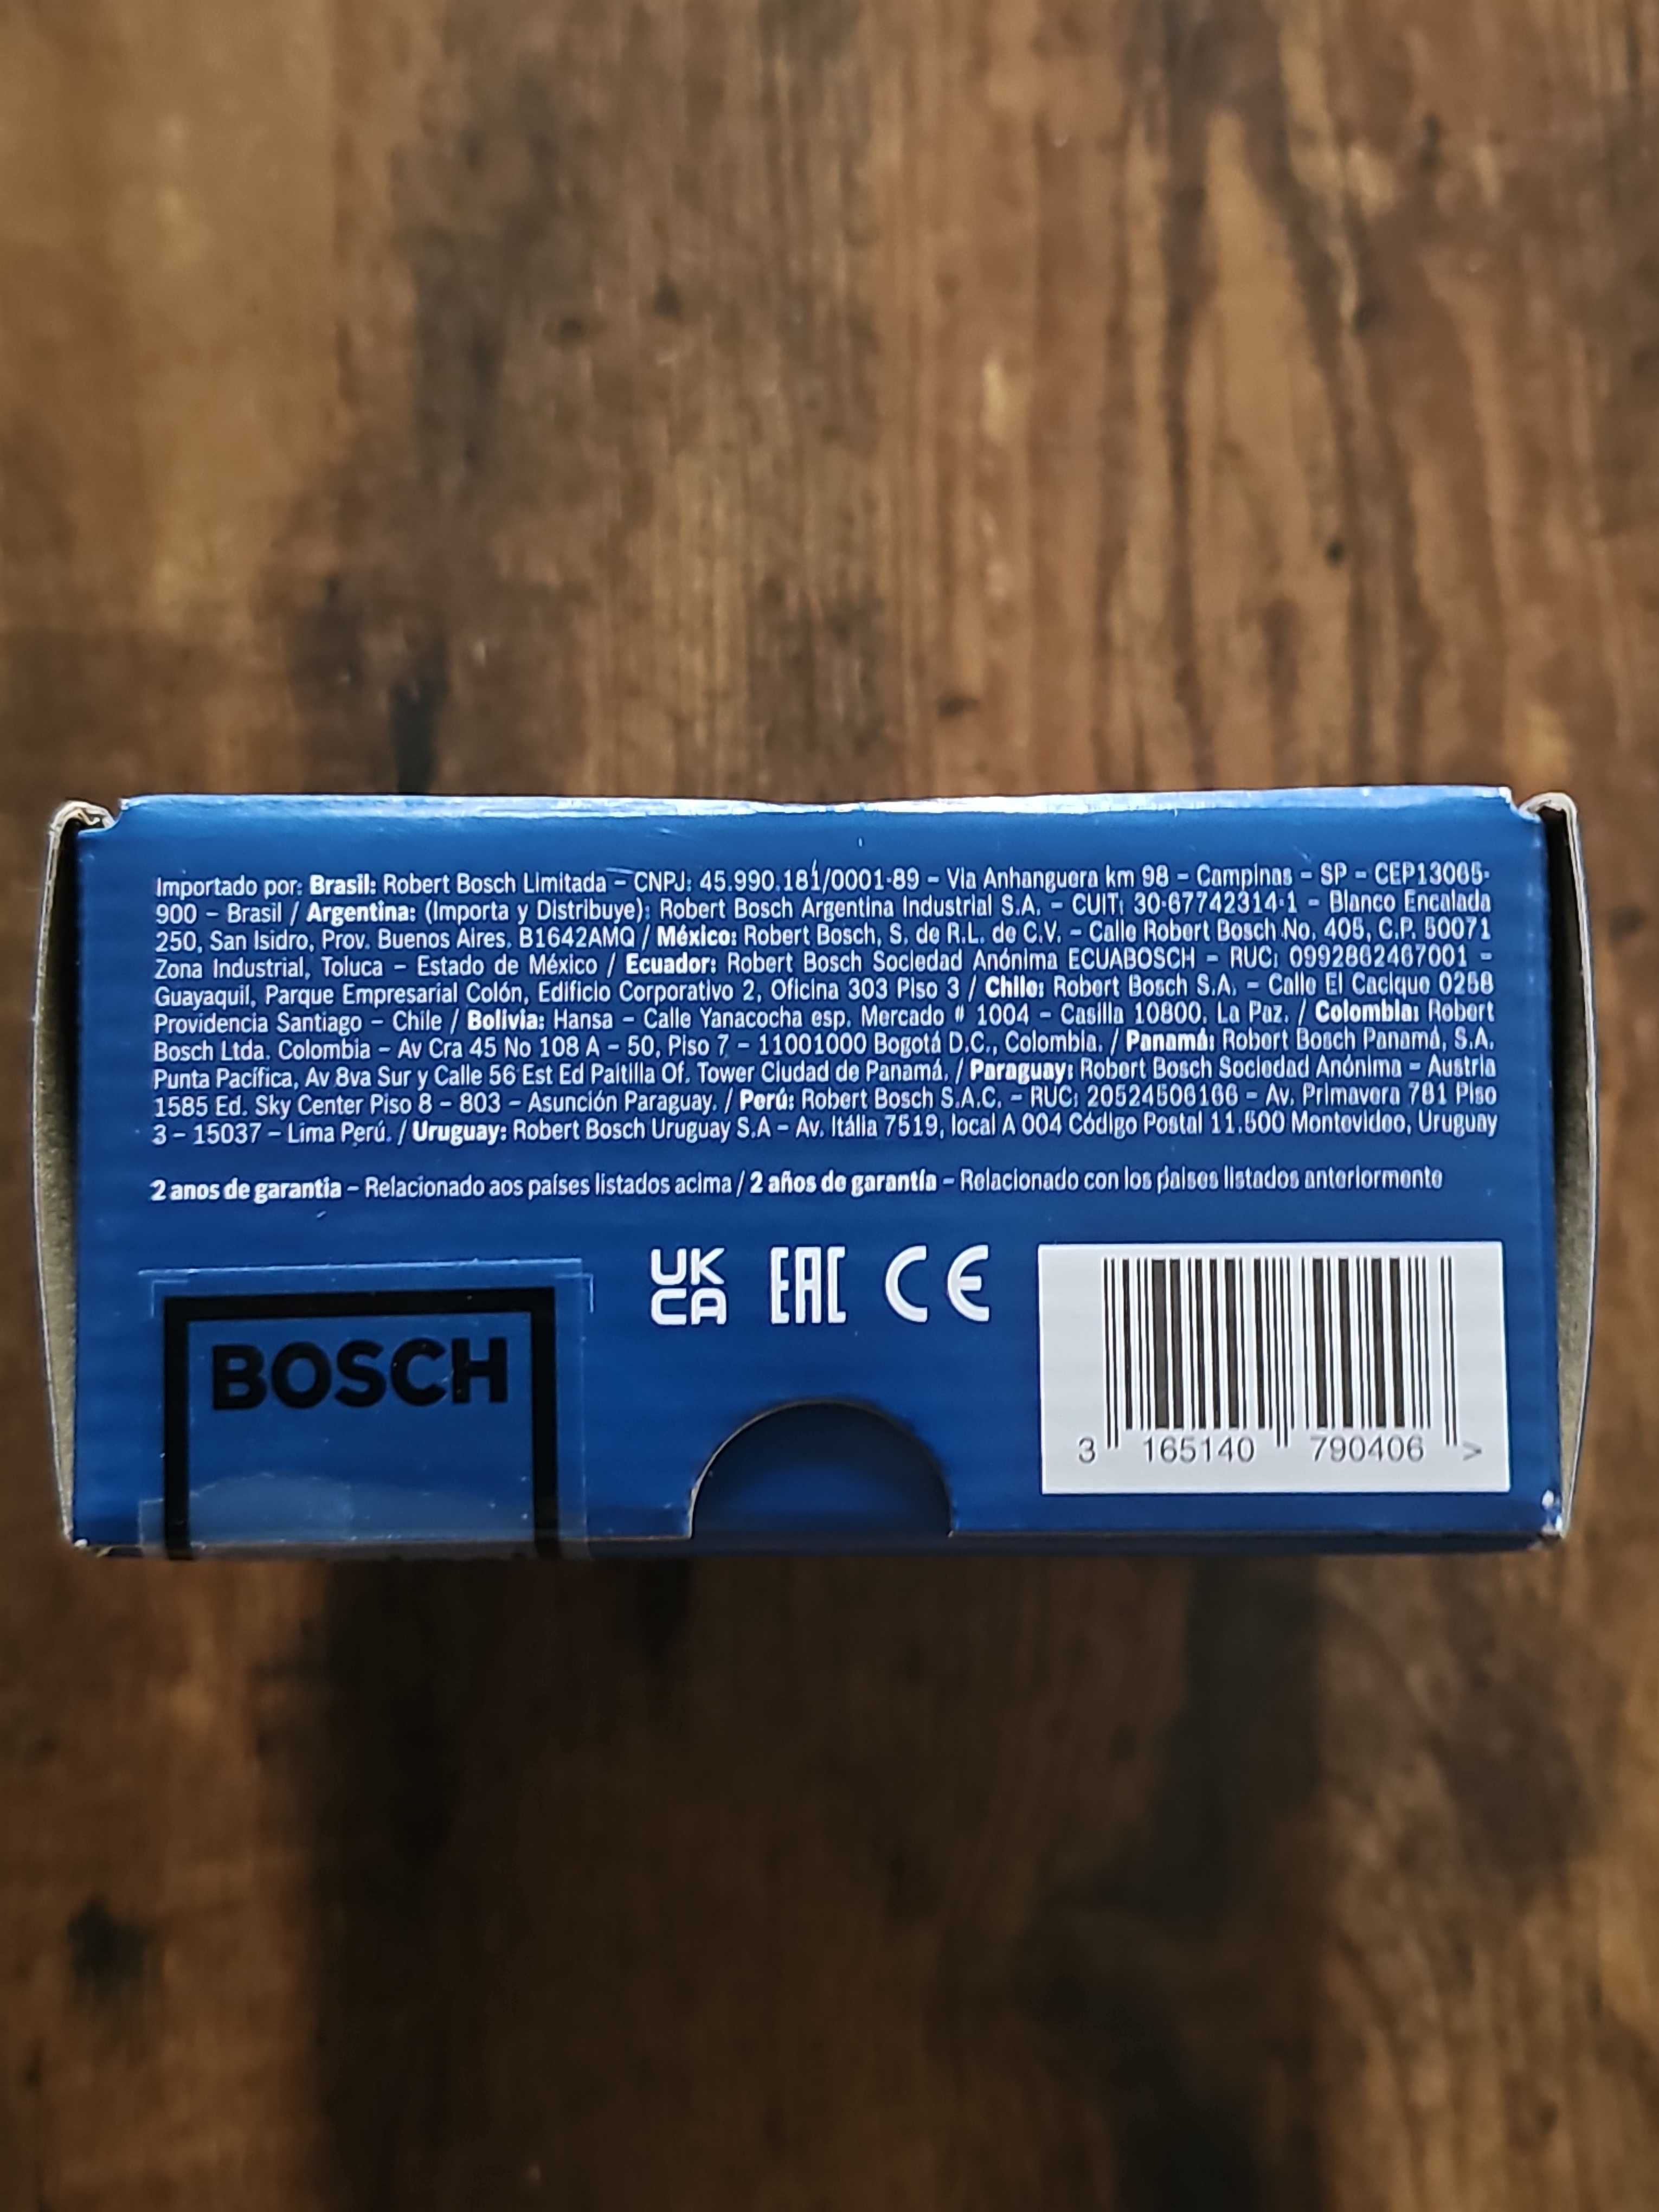 Importado por: Brasil: Robert Bosch Limitada – CNPJ: 45.990.181/0001-89 – Via Anhanguera km 98 – Campinas – SP – CEP13065-
900 – Brasil / Argentina: (Importa y Distribuye): Robert Bosch Argentina Industrial S.A. – CUIT: 30-67742314-1 – Blanco Encalada
250, San Isidro, Prov. Buenos Aires. B1642AMQ / México: Robert Bosch, S. de R.L. de C.V. – Calle Robert Bosch No. 405, C.P. 50071
Zona Industrial, Toluca – Estado de México / Ecuador: Robert Bosch Sociedad Anónima ECUABOSCH – RUC: 0992862467001 –
Guayaquil, Parque Empresarial Colón, Edificio Corporativo 2, Oficina 303 Piso 3 / Chile: Robert Bosch S.A. – Calle El Cacique 0258
Providencia Santiago – Chile / Bolivia: Hansa – Calle Yanacocha esp. Mercado # 1004 – Casilla 10800. La Paz. / Colombia: Robert
Bosch Ltda. Colombia – Av Cra 45 No 108 A – 50, Piso 7 – 11001000 Bogotá D.C., Colombia. / Panamá: Robert Bosch Panamá, S.A.
Punta Pacífica, Av 8va Sur y Calle 56 Est Ed Paitilla Of. Tower Ciudad de Panamá. / Paraguay: Robert Bosch Sociedad Anónima – Austria
1585 Ed. Sky Center Piso 8 – 803 – Asunción Paraguay. / Perú: Robert Bosch S.A.C. – RUC: 20524506166 – Av. Primavera 781 Piso
3 – 15037 – Lima Perú. / Uruguay: Robert Bosch Uruguay S.A – Av. Itália 7519, local A 004 Código Postal 11.500 Montevideo, Uruguay
2 anos de garantia – Relacionado aos países listados acima / 2 años de garantía – Relacionado con los países listados anteriormente
UK
CA
EAC
CE
BOSCH
3 165140 790406 >